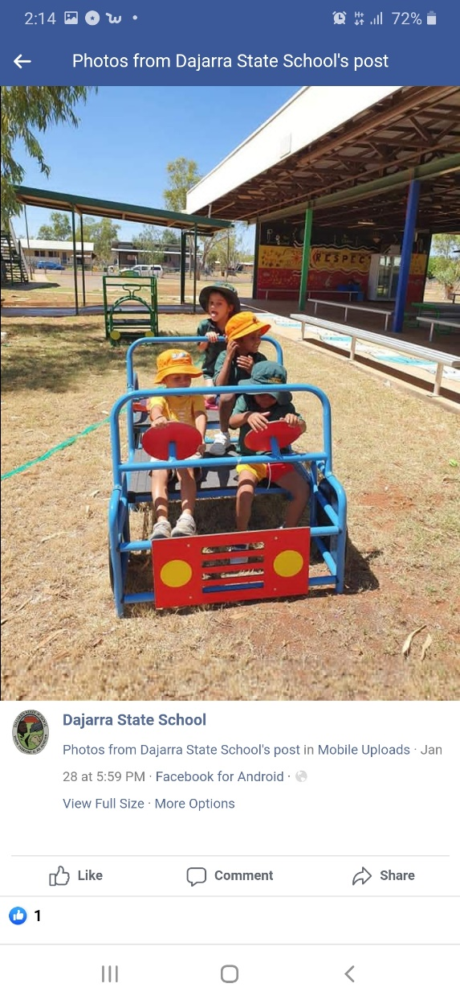 2:14
72%
Photos from Dajarra State School's post
RESPEC
Dajarra State School
Photos from Dajarra State School's post in Mobile Uploads · Jan
28 at 5:59 PM · Facebook for Android ·
View Full Size · More Options
Like
Comment
Share
1